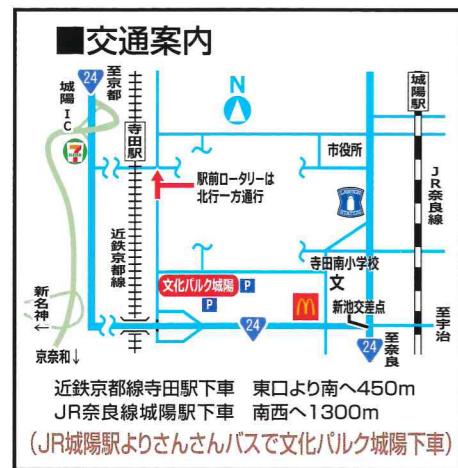 ■交通案内
24
至京都
城陽IC
寺田駅
N
城陽駅
市役所
駅前ロータリーは
北行一方通行
LAWSON
STATION
JR奈良線
近鉄京都線
寺田南小学校
文
文化パルク城陽
P
P
新池交差点
新名神←
24
至宇治
24
至奈良
京奈和↓
近鉄京都線寺田駅下車 東口より南へ450m
JR奈良線城陽駅下車 南西へ1300m
(JR城陽駅よりさんさんバスで文化パルク城陽下車)